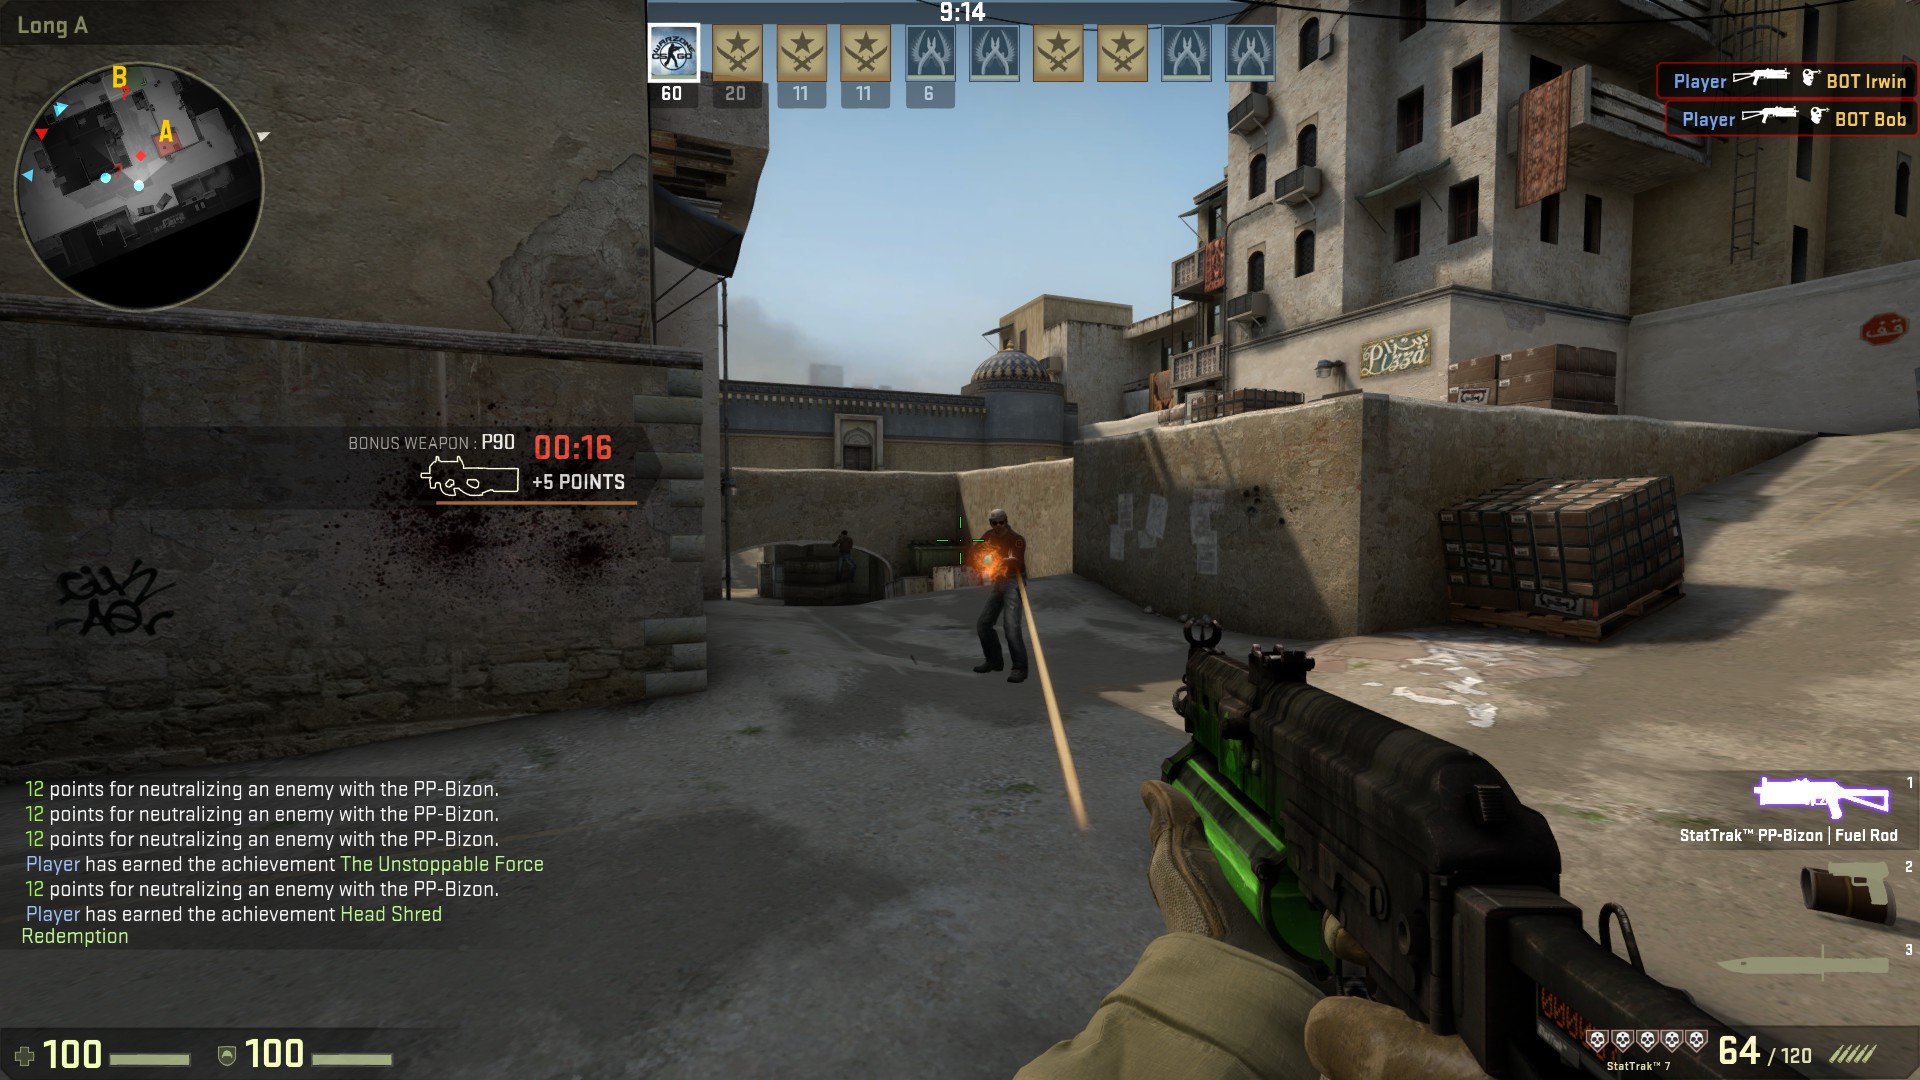 Long A
9:14
60
20
11
11
6
B
A
Player BOT Irwin
Player BOT Bob
قف
بيتزا
Pizza
BONUS WEAPON : P90 00:16
+5 POINTS
12 points for neutralizing an enemy with the PP-Bizon.
12 points for neutralizing an enemy with the PP-Bizon.
12 points for neutralizing an enemy with the PP-Bizon.
Player has earned the achievement The Unstoppable Force
12 points for neutralizing an enemy with the PP-Bizon.
Player has earned the achievement Head Shred
Redemption
1
StatTrak™ PP-Bizon | Fuel Rod
2
3
100
100
StatTrak™ 7
64 / 120